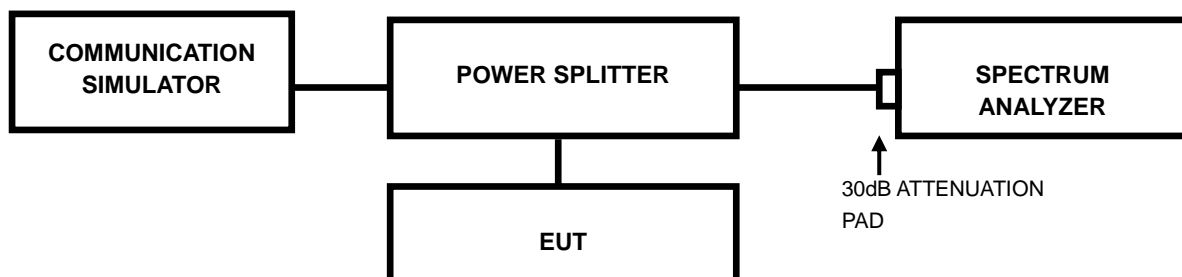 COMMUNICATION
SIMULATOR
POWER SPLITTER
SPECTRUM
ANALYZER
30dB ATTENUATION
PAD
EUT